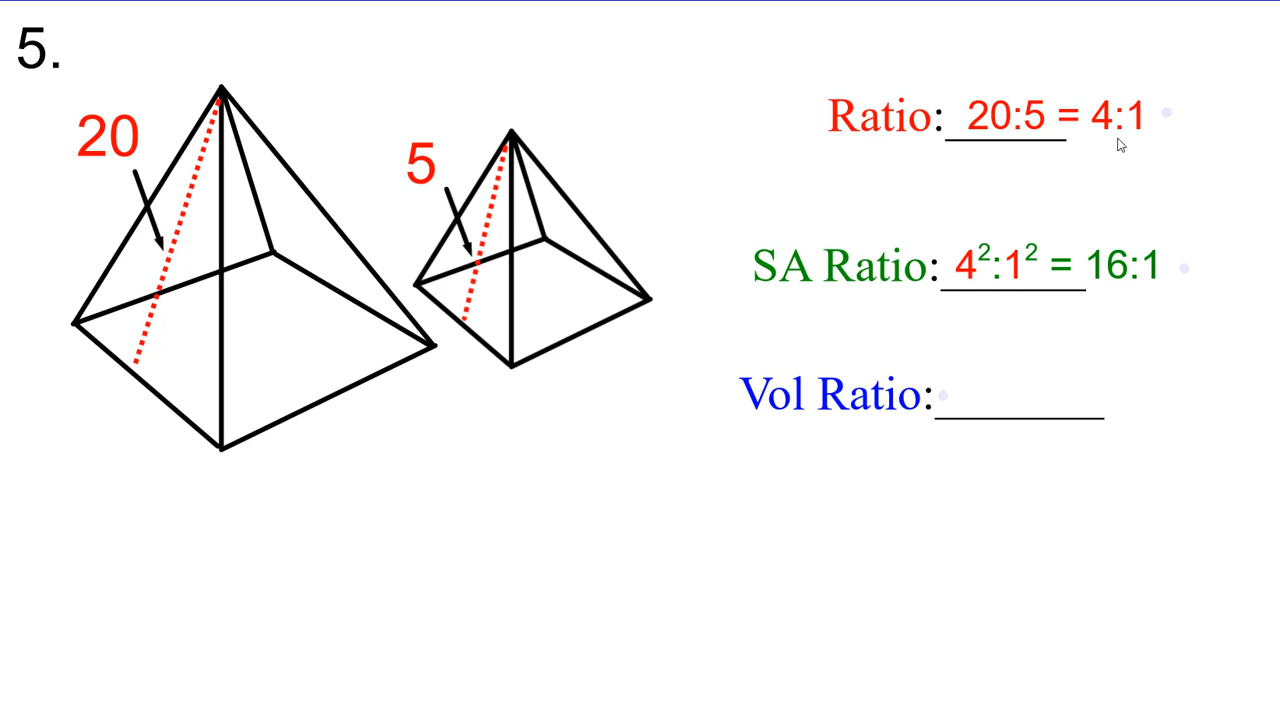 5.
20
5
Ratio: 20:5 = 4:1
SA Ratio: 4²:1² = 16:1
Vol Ratio: